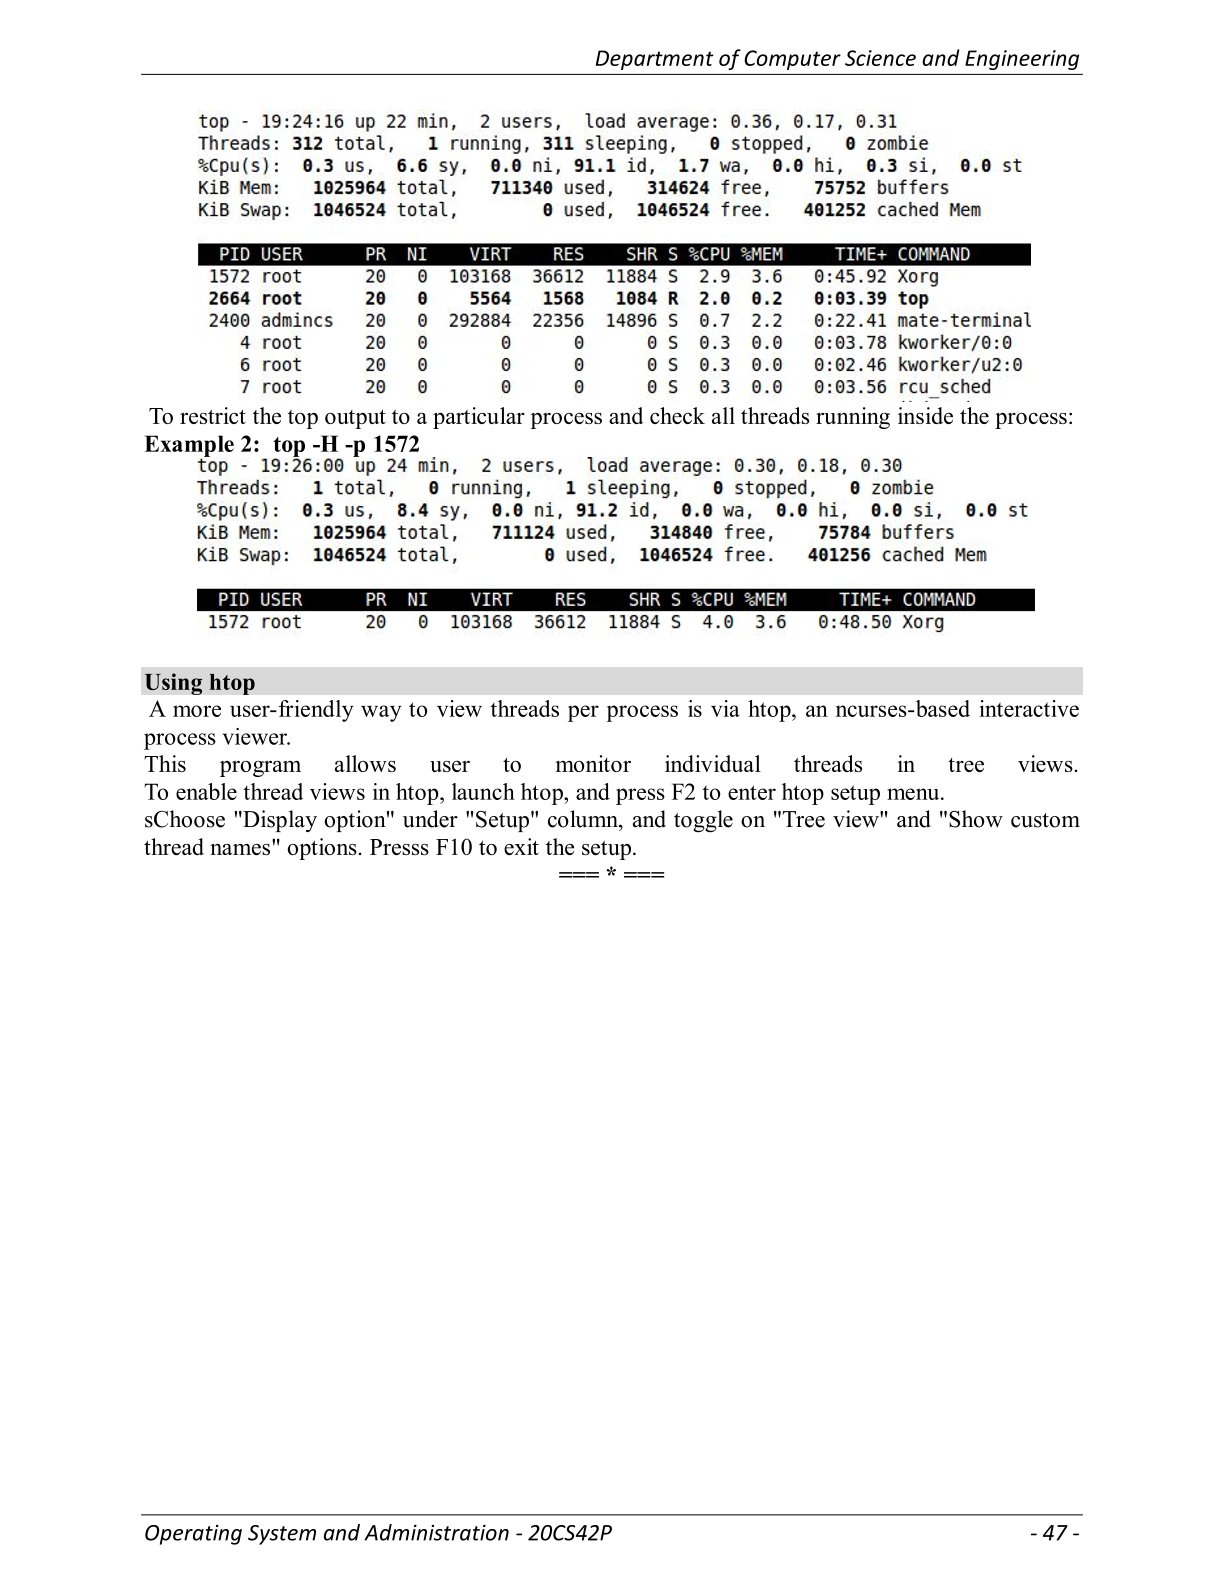 Department of Computer Science and Engineering
top - 19:24:16 up 22 min,  2 users,  load average: 0.36, 0.17, 0.31
Threads: 312 total,   1 running, 311 sleeping,   0 stopped,   0 zombie
%Cpu(s):  0.3 us,  6.6 sy,  0.0 ni, 91.1 id,  1.7 wa,  0.0 hi,  0.3 si,  0.0 st
KiB Mem:   1025964 total,   711340 used,   314624 free,    75752 buffers
KiB Swap:  1046524 total,        0 used,  1046524 free.   401252 cached Mem
PID USER      PR  NI    VIRT    RES    SHR S %CPU %MEM     TIME+ COMMAND
1572 root      20   0  103168  36612  11884 S  2.9  3.6   0:45.92 Xorg
2664 root      20   0    5564   1568   1084 R  2.0  0.2   0:03.39 top
2400 admincs   20   0  292884  22356  14896 S  0.7  2.2   0:22.41 mate-terminal
4 root      20   0       0      0      0 S  0.3  0.0   0:03.78 kworker/0:0
6 root      20   0       0      0      0 S  0.3  0.0   0:02.46 kworker/u2:0
7 root      20   0       0      0      0 S  0.3  0.0   0:03.56 rcu_sched
To restrict the top output to a particular process and check all threads running inside the process:
Example 2:  top -H -p 1572
top - 19:26:00 up 24 min,  2 users,  load average: 0.30, 0.18, 0.30
Threads:   1 total,   0 running,   1 sleeping,   0 stopped,   0 zombie
%Cpu(s):  0.3 us,  8.4 sy,  0.0 ni, 91.2 id,  0.0 wa,  0.0 hi,  0.0 si,  0.0 st
KiB Mem:   1025964 total,   711124 used,   314840 free,    75784 buffers
KiB Swap:  1046524 total,        0 used,  1046524 free.   401256 cached Mem
PID USER      PR  NI    VIRT    RES    SHR S %CPU %MEM     TIME+ COMMAND
1572 root      20   0  103168  36612  11884 S  4.0  3.6   0:48.50 Xorg
Using htop
A more user-friendly way to view threads per process is via htop, an ncurses-based interactive
process viewer.
This program allows user to monitor individual threads in tree views.
To enable thread views in htop, launch htop, and press F2 to enter htop setup menu.
sChoose "Display option" under "Setup" column, and toggle on "Tree view" and "Show custom
thread names" options. Presss F10 to exit the setup.
=== * ===
Operating System and Administration - 20CS42P
- 47 -